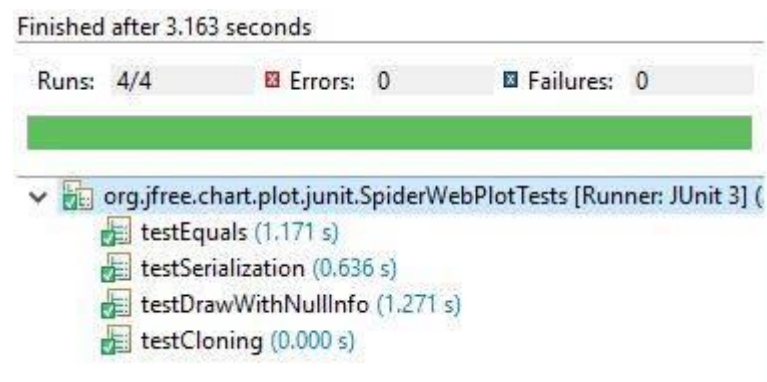 Finished after 3.163 seconds
Runs: 4/4 Errors: 0 Failures: 0
org.jfree.chart.plot.junit.SpiderWebPlotTests [Runner: JUnit 3] (
testEquals (1.171 s)
testSerialization (0.636 s)
testDrawWithNullInfo (1.271 s)
testCloning (0.000 s)